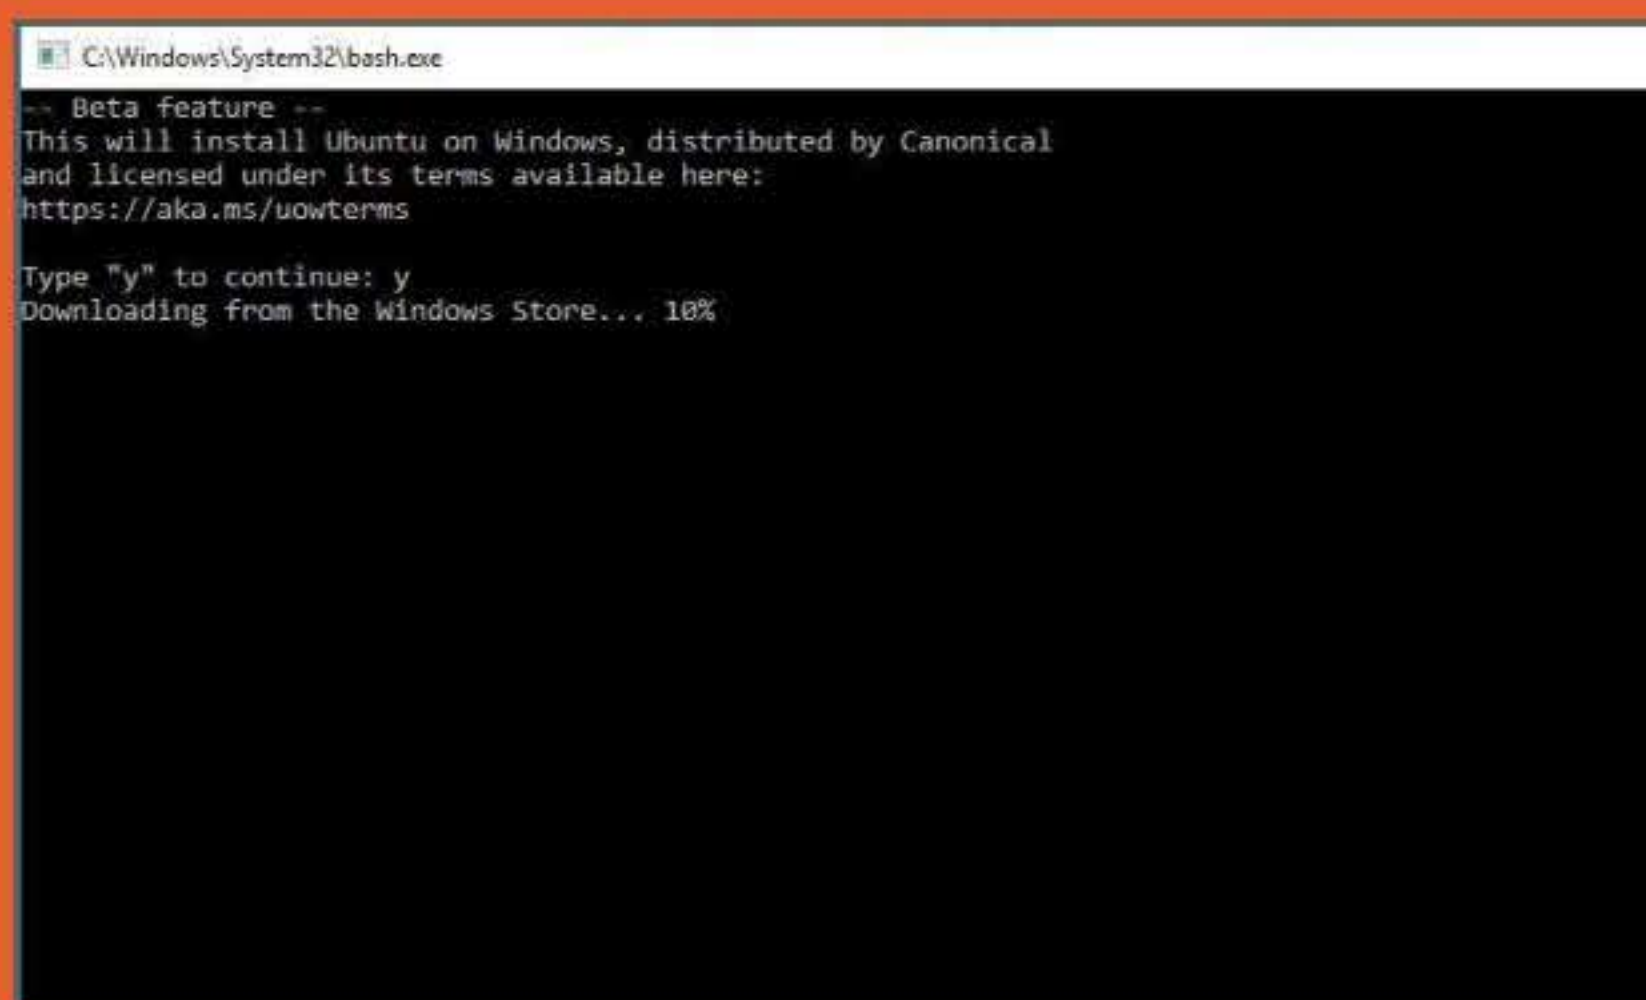 C:\Windows\System32\bash.exe
-- Beta feature --
This will install Ubuntu on Windows, distributed by Canonical
and licensed under its terms available here:
https://aka.ms/uowterms
Type "y" to continue: y
Downloading from the Windows Store... 10%